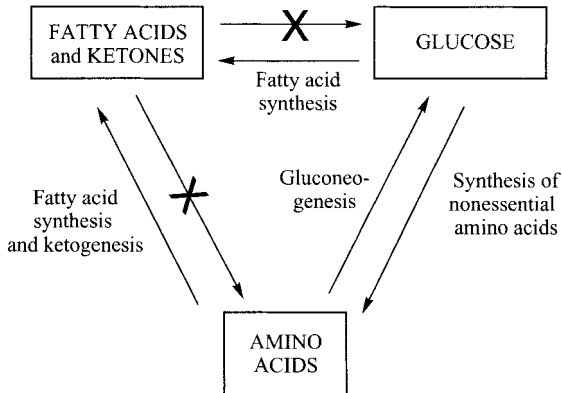 FATTY ACIDS
and KETONES
GLUCOSE
Fatty acid
synthesis
Fatty acid
synthesis
and ketogenesis
Gluconeo-
genesis
Synthesis of
nonessential
amino acids
AMINO
ACIDS